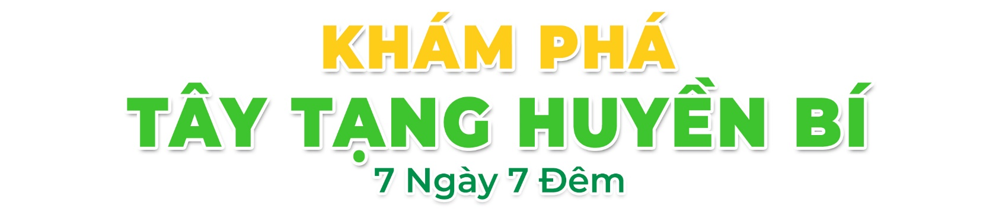 KHÁM PHÁ
TÂY TẠNG HUYỀN BÍ
7 Ngày 7 Đêm